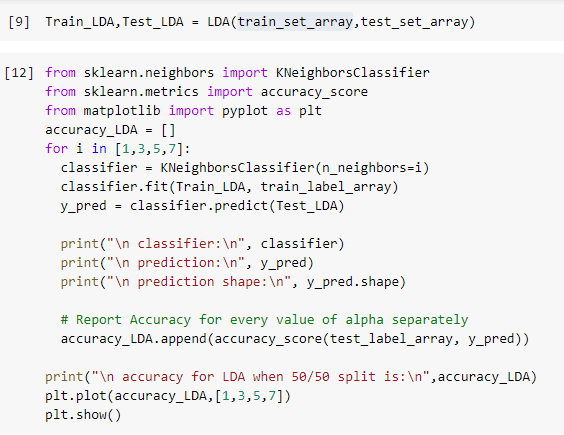 [9] Train_LDA,Test_LDA = LDA(train_set_array,test_set_array)
[12] from sklearn.neighbors import KNeighborsClassifier
from sklearn.metrics import accuracy_score
from matplotlib import pyplot as plt
accuracy_LDA = []
for i in [1,3,5,7]:
  classifier = KNeighborsClassifier(n_neighbors=i)
  classifier.fit(Train_LDA, train_label_array)
  y_pred = classifier.predict(Test_LDA)

  print("\n classifier:\n", classifier)
  print("\n prediction:\n", y_pred)
  print("\n prediction shape:\n", y_pred.shape)

  # Report Accuracy for every value of alpha separately
  accuracy_LDA.append(accuracy_score(test_label_array, y_pred))

print("\n accuracy for LDA when 50/50 split is:\n",accuracy_LDA)
plt.plot(accuracy_LDA,[1,3,5,7])
plt.show()